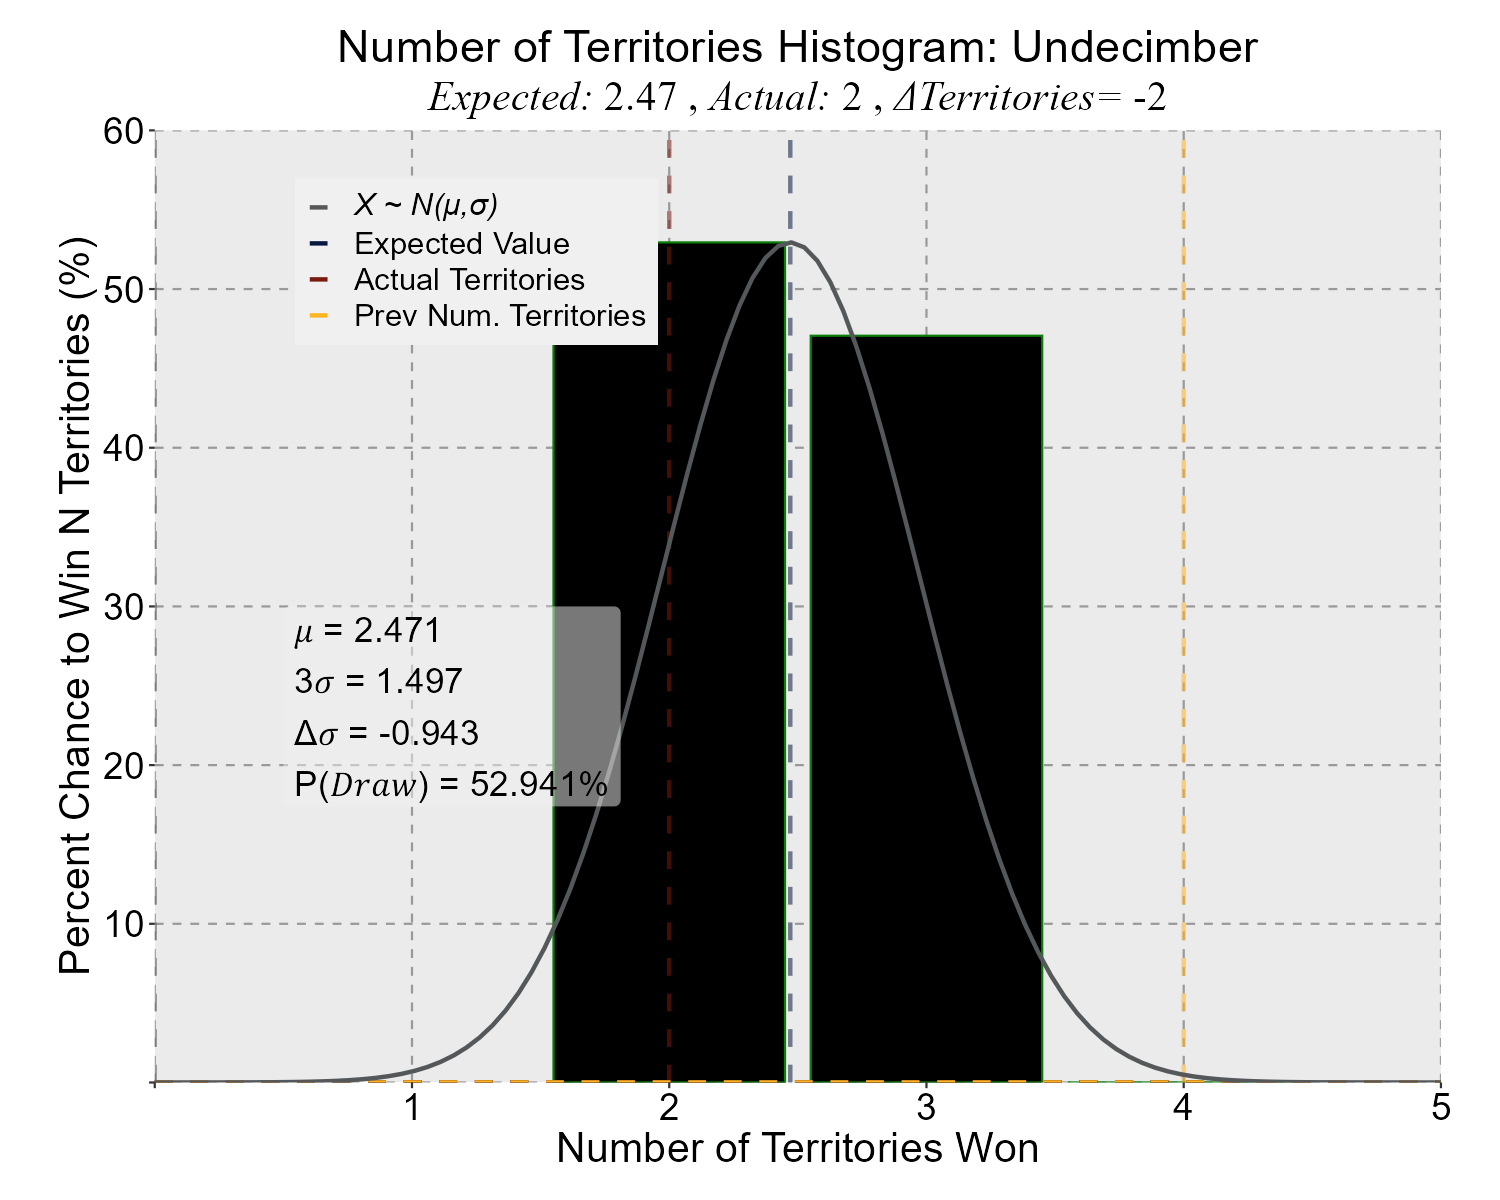 Number of Territories Histogram: Undecimber
Expected: 2.47 , Actual: 2 , ΔTerritories= -2
60
50
40
30
20
10
Percent Chance to Win N Territories (%)
X ~ N(μ,σ)
Expected Value
Actual Territories
Prev Num. Territories
μ = 2.471
3σ = 1.497
Δσ = -0.943
P(Draw) = 52.941%
1 2 3 4 5
Number of Territories Won